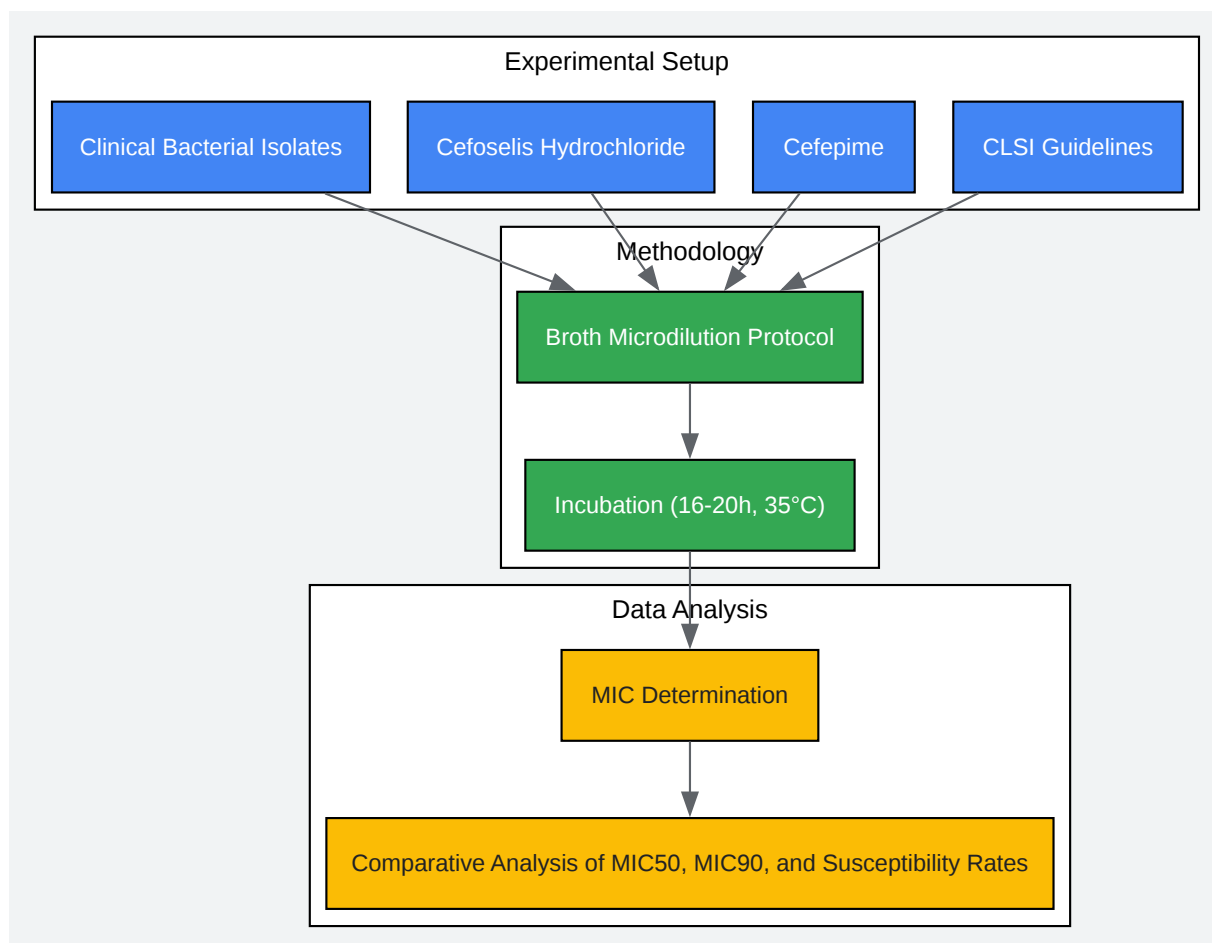 Experimental Setup
Clinical Bacterial Isolates
Cefoselis Hydrochloride
Cefepime
CLSI Guidelines
Methodology
Broth Microdilution Protocol
Incubation (16-20h, 35°C)
Data Analysis
MIC Determination
Comparative Analysis of MIC50, MIC90, and Susceptibility Rates